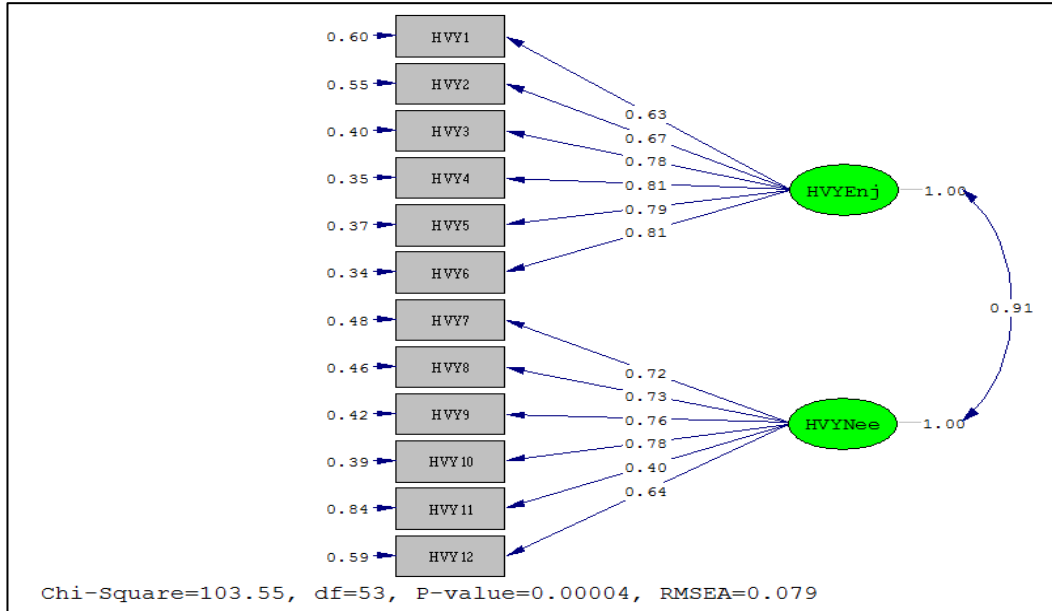 0.60 HVY1
0.55 HVY2
0.63
0.40 HVY3
0.67
0.78
0.35 HVY4
0.81 HVYEnj 1.00
0.37 HVY5
0.79
0.81
0.34 HVY6
0.91
0.48 HVY7
0.46 HVY8
0.72
0.73
0.42 HVY9
0.76 HVYNee 1.00
0.78
0.39 HVY10
0.40
0.64
0.84 HVY11
0.59 HVY12
Chi-Square=103.55, df=53, P-value=0.00004, RMSEA=0.079